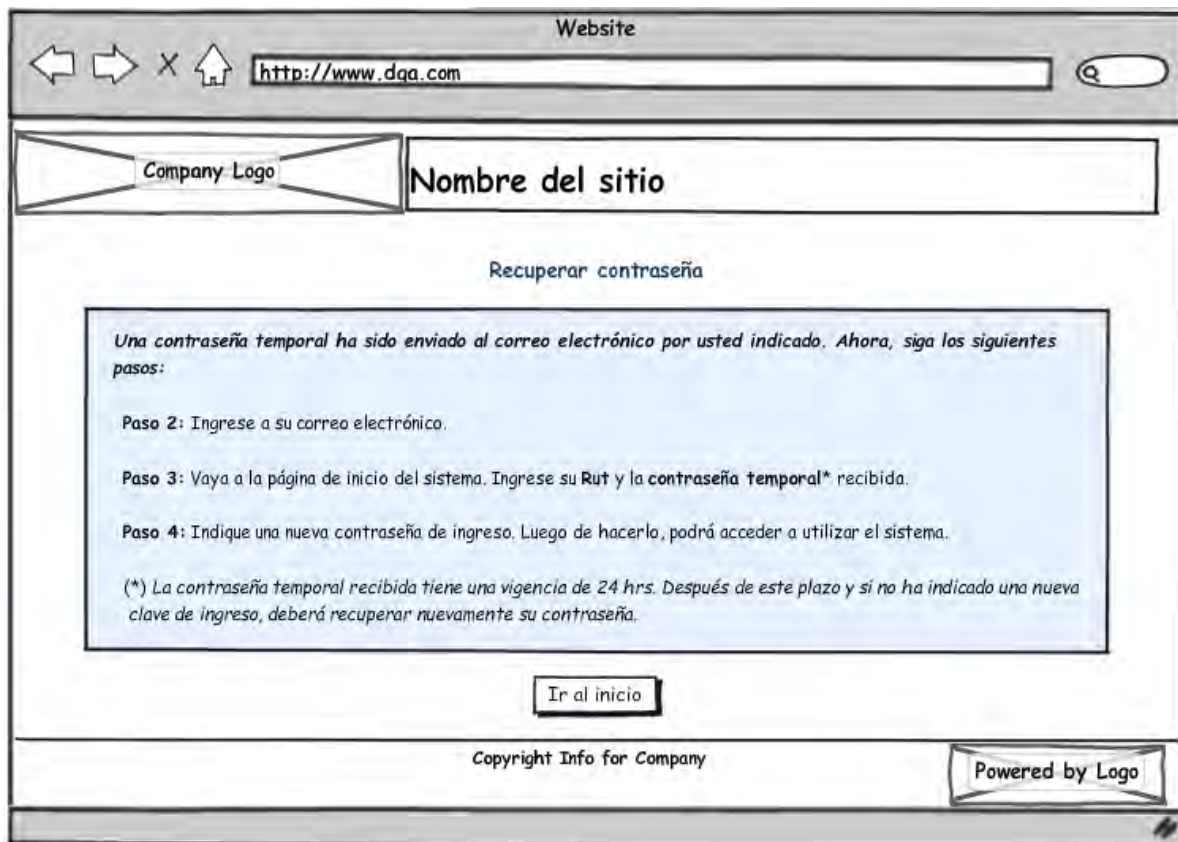 Website
http://www.dga.com
Company Logo
Nombre del sitio
Recuperar contraseña
Una contraseña temporal ha sido enviado al correo electrónico por usted indicado. Ahora, siga los siguientes
pasos:
Paso 2: Ingrese a su correo electrónico.
Paso 3: Vaya a la página de inicio del sistema. Ingrese su Rut y la contraseña temporal* recibida.
Paso 4: Indique una nueva contraseña de ingreso. Luego de hacerlo, podrá acceder a utilizar el sistema.
(*) La contraseña temporal recibida tiene una vigencia de 24 hrs. Después de este plazo y si no ha indicado una nueva
clave de ingreso, deberá recuperar nuevamente su contraseña.
Ir al inicio
Copyright Info for Company
Powered by Logo